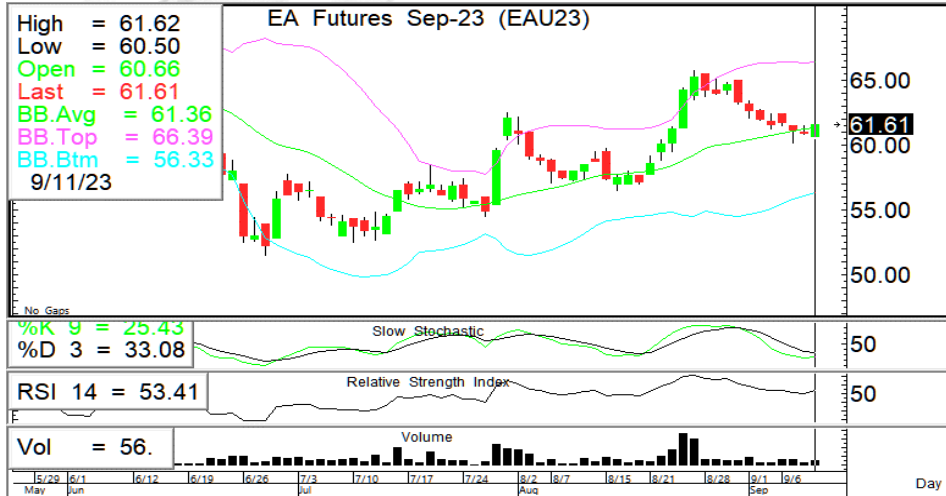 EA Futures Sep-23 (EAU23)
High = 61.62
Low = 60.50
Open = 60.66
Last = 61.61
BB.Avg = 61.36
BB.Top = 66.39
BB.Btm = 56.33
9/11/23
65.00
61.61
60.00
55.00
50.00
No Gaps
%K 9 = 25.43
%D 3 = 33.08
Slow Stochastic
50
RSI 14 = 53.41
Relative Strength Index
50
Vol = 56.
Volume
5/29 6/1 6/12 6/19 7/3 7/10 7/17 7/24 8/2 8/7 8/15 8/21 8/28 9/1 9/6
May Jun Jul Aug Sep
Day